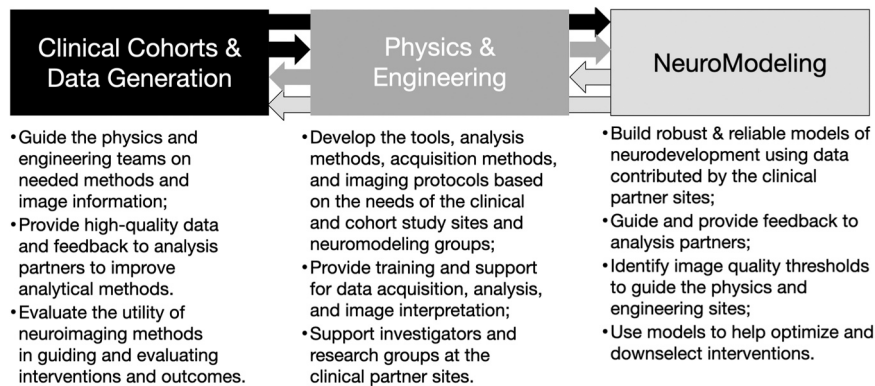 Clinical Cohorts &
Data Generation
•Guide the physics and
engineering teams on
needed methods and
image information;
•Provide high-quality data
and feedback to analysis
partners to improve
analytical methods.
•Evaluate the utility of
neuroimaging methods
in guiding and evaluating
interventions and outcomes.
Physics &
Engineering
•Develop the tools, analysis
methods, acquisition methods,
and imaging protocols based
on the needs of the clinical
and cohort study sites and
neuromodeling groups;
•Provide training and support
for data acquisition, analysis,
and image interpretation;
•Support investigators and
research groups at the
clinical partner sites.
NeuroModeling
•Build robust & reliable models of
neurodevelopment using data
contributed by the clinical
partner sites;
•Guide and provide feedback to
analysis partners;
•Identify image quality thresholds
to guide the physics and
engineering sites;
•Use models to help optimize and
downselect interventions.